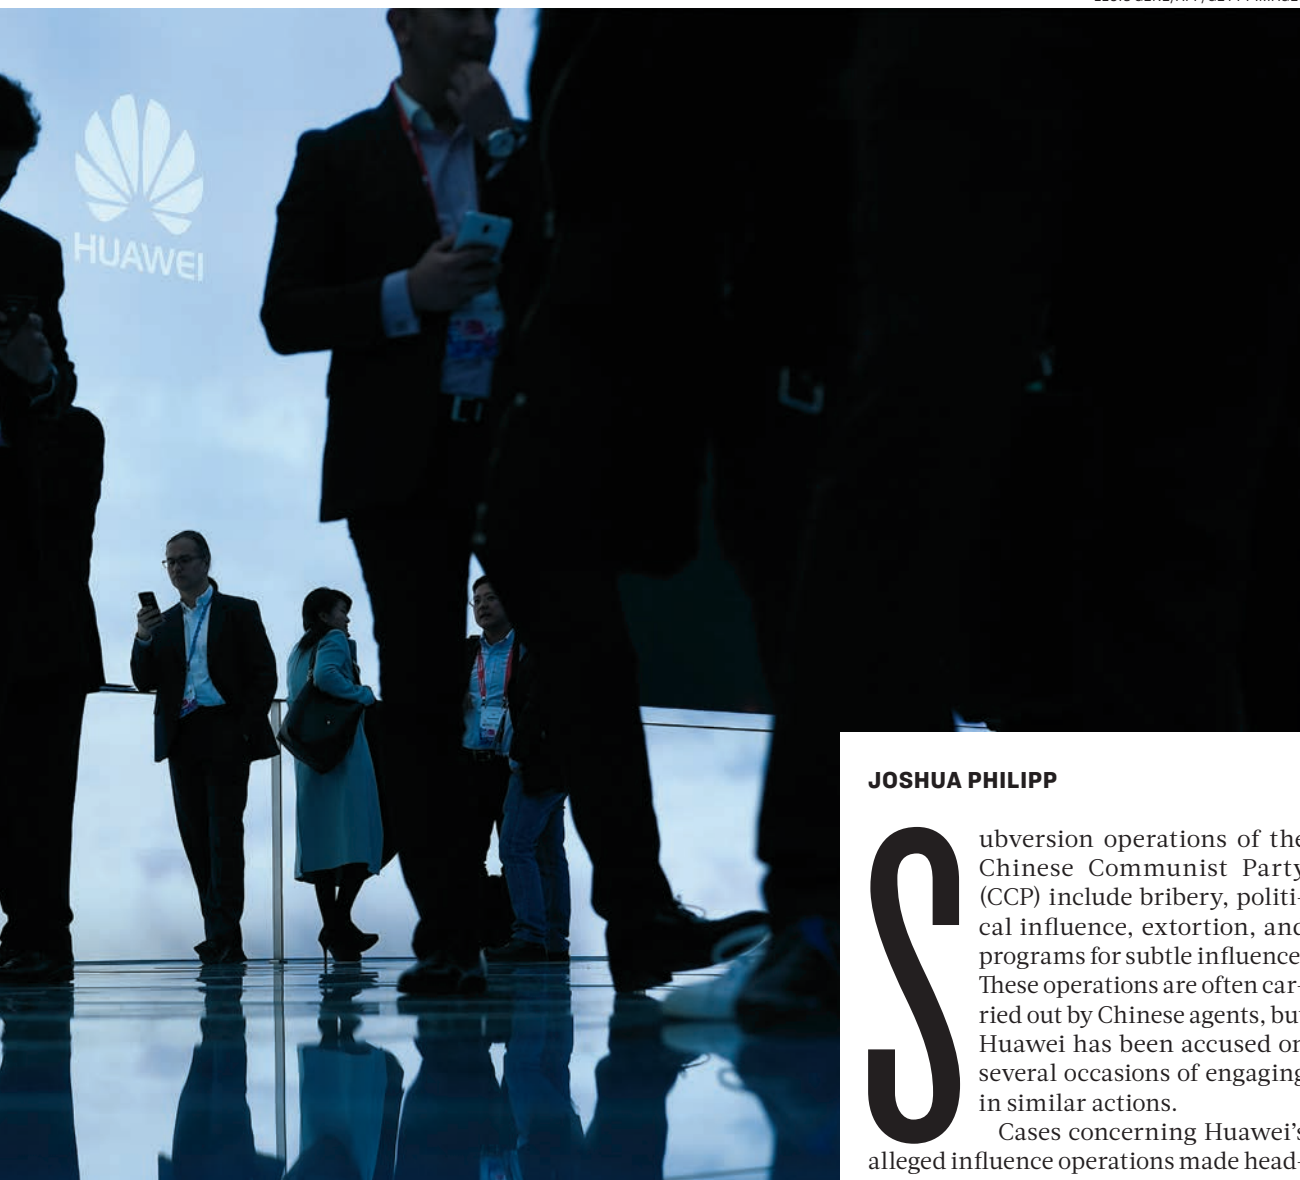 HUAWEI
JOSHUA PHILIPP
Subversion operations of the
Chinese Communist Party
(CCP) include bribery, politi-
cal influence, extortion, and
programs for subtle influence
These operations are often car-
ried out by Chinese agents, but
Huawei has been accused on
several occasions of engaging
in similar actions.
Cases concerning Huawei's
alleged influence operations made head-